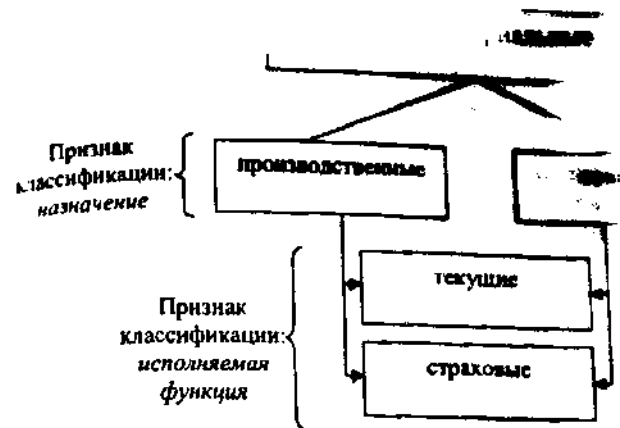 Признак
классификации:
назначение
производственные
текущие
Признак
классификации:
исполняемая
функция
страховые